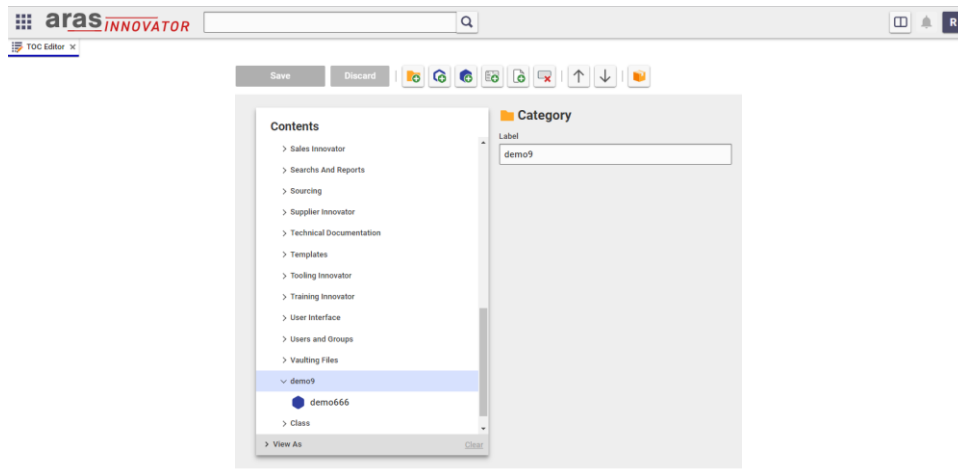 aras INNOVATOR
R
TOC Editor
Save Discard
Contents
Sales Innovator
Searchs And Reports
Sourcing
Supplier Innovator
Technical Documentation
Templates
Tooling Innovator
Training Innovator
User Interface
Users and Groups
Vaulting Files
demo9
demo666
Class
View As Clear
Category
Label
demo9